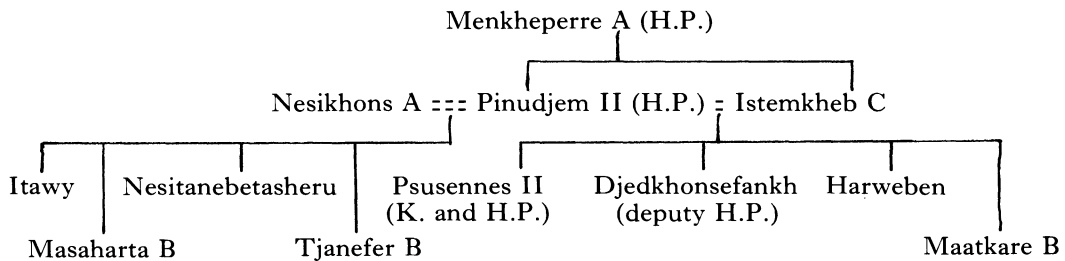 Menkheperre A (H.P.)
Nesikhons A === Pinudjem II (H.P.) = Istemkheb C
Itawy Nesitanebetasheru Psusennes II Djedkhonsefankh Harweben
(K. and H.P.) (deputy H.P.)
Masaharta B Tjanefer B Maatkare B